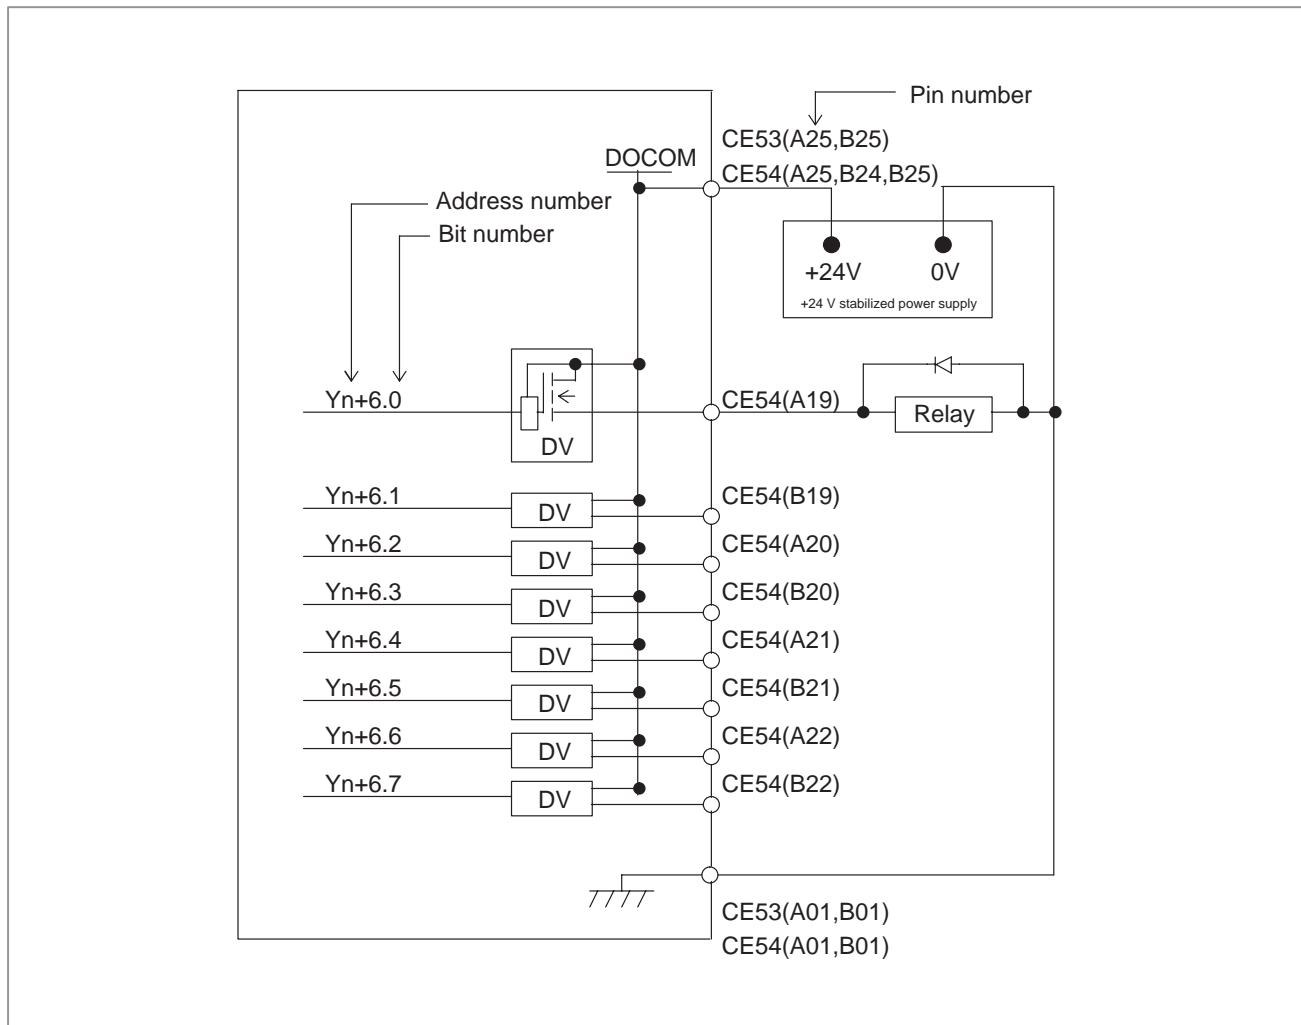 Pin number
CE53(A25,B25)
DOCOM
CE54(A25,B24,B25)
Address number
Bit number
+24V
0V
+24 V stabilized power supply
Yn+6.0
CE54(A19)
Relay
DV
Yn+6.1
DV
CE54(B19)
Yn+6.2
DV
CE54(A20)
Yn+6.3
DV
CE54(B20)
Yn+6.4
DV
CE54(A21)
Yn+6.5
DV
CE54(B21)
Yn+6.6
DV
CE54(A22)
Yn+6.7
DV
CE54(B22)
CE53(A01,B01)
CE54(A01,B01)